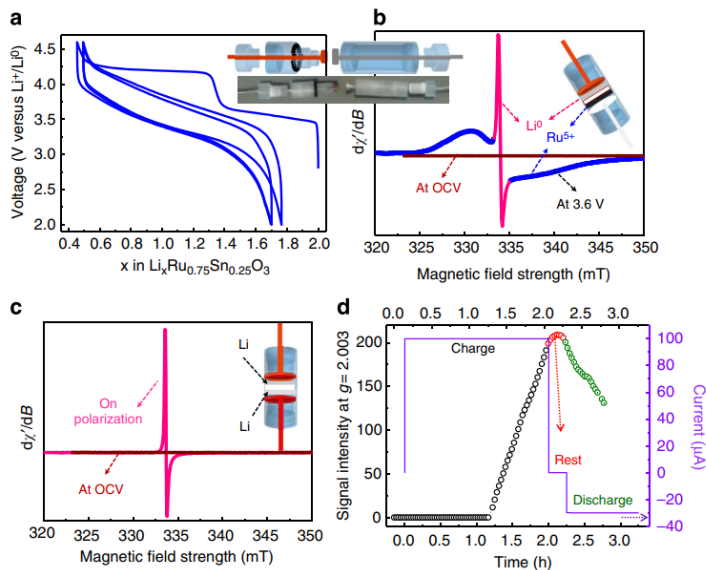 a
Voltage (V versus Li⁺/Li⁰)
4.5
4.0
3.5
3.0
2.5
2.0
0.4 0.6 0.8 1.0 1.2 1.4 1.6 1.8 2.0
x in LiₓRu₀.₇₅Sn₀.₂₅O₃
b
dχ′/dB
Li⁰
Ru⁵⁺
At OCV
At 3.6 V
320 325 330 335 340 345 350
Magnetic field strength (mT)
c
dχ′/dB
Li
Li
On
polarization
At OCV
320 325 330 335 340 345 350
Magnetic field strength (mT)
d
0.0 0.5 1.0 1.5 2.0 2.5 3.0
Signal intensity at g = 2.003
200
150
100
50
0
Charge
Rest
Discharge
100
80
60
40
20
0
−20
−40
Current (μA)
0.0 0.5 1.0 1.5 2.0 2.5 3.0
Time (h)